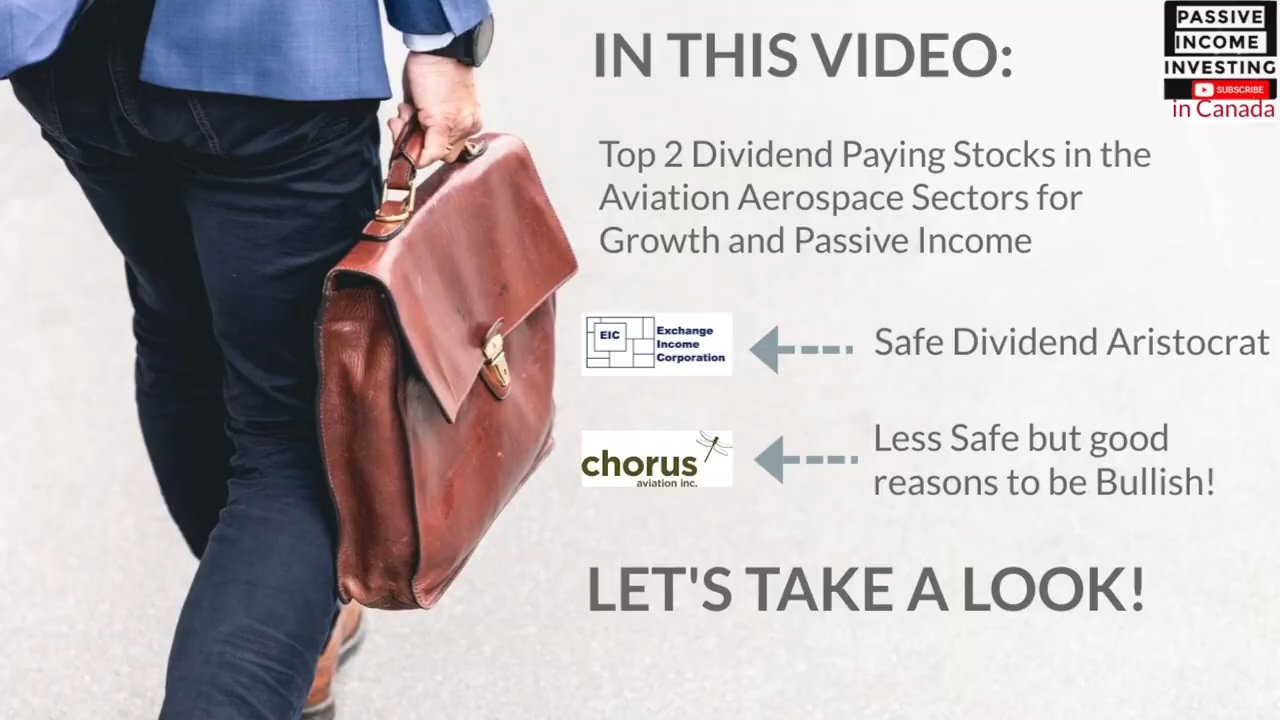 PASSIVE
INCOME
INVESTING
SUBSCRIBE
in Canada
IN THIS VIDEO:
Top 2 Dividend Paying Stocks in the
Aviation Aerospace Sectors for
Growth and Passive Income
EIC
Exchange
Income
Corporation
Safe Dividend Aristocrat
chorus
aviation inc.
Less Safe but good
reasons to be Bullish!
LET'S TAKE A LOOK!